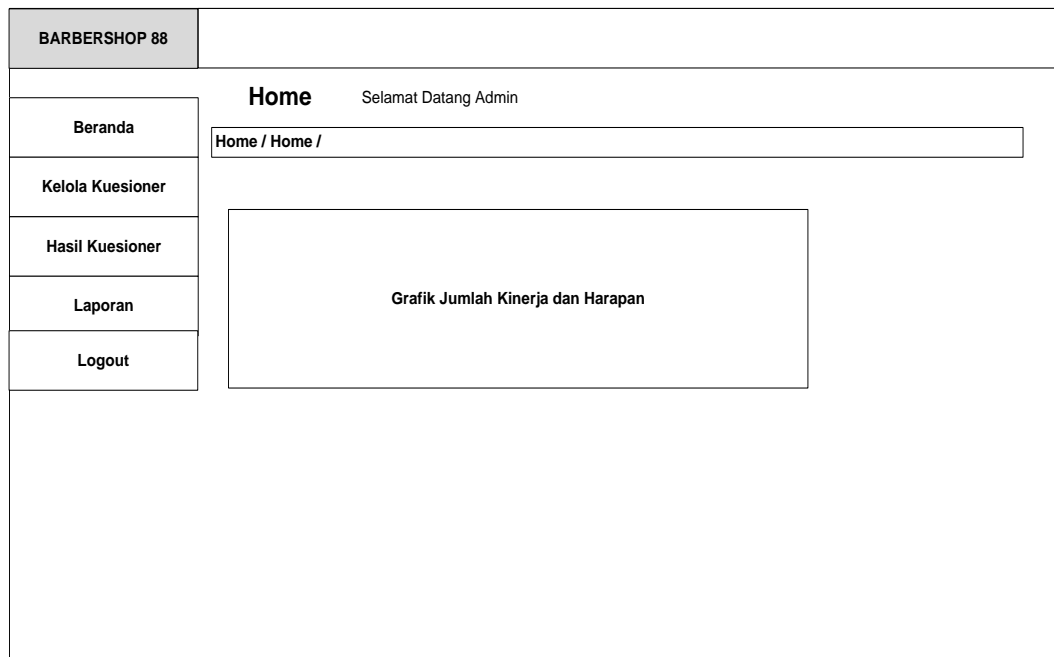 BARBERSHOP 88
Home
Selamat Datang Admin
Home / Home /
Beranda
Kelola Kuesioner
Hasil Kuesioner
Laporan
Logout
Grafik Jumlah Kinerja dan Harapan